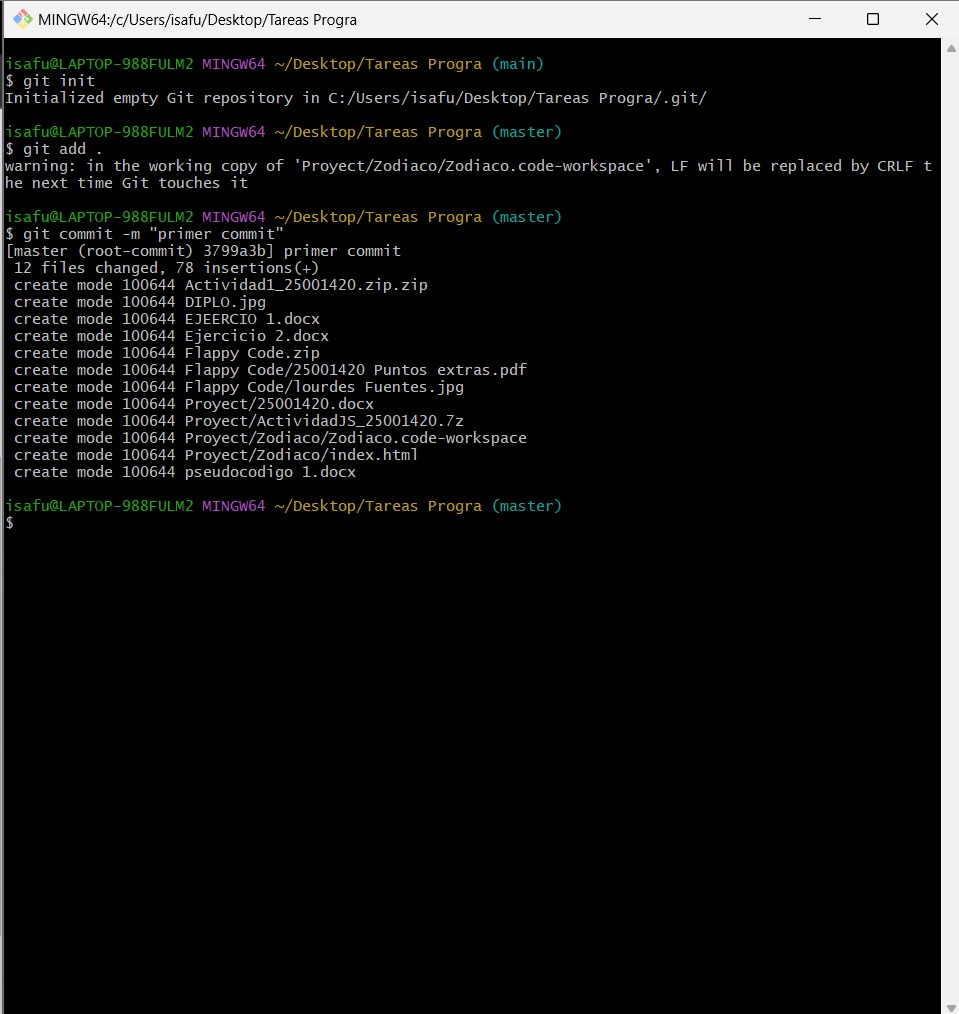 MINGW64:/c/Users/isafu/Desktop/Tareas Progra
isafu@LAPTOP-988FULM2 MINGW64 ~/Desktop/Tareas Progra (main)
$ git init
Initialized empty Git repository in C:/Users/isafu/Desktop/Tareas Progra/.git/
isafu@LAPTOP-988FULM2 MINGW64 ~/Desktop/Tareas Progra (master)
$ git add .
warning: in the working copy of 'Proyect/Zodiaco/Zodiaco.code-workspace', LF will be replaced by CRLF t
he next time Git touches it
isafu@LAPTOP-988FULM2 MINGW64 ~/Desktop/Tareas Progra (master)
$ git commit -m "primer commit"
[master (root-commit) 3799a3b] primer commit
 12 files changed, 78 insertions(+)
 create mode 100644 Actividad1_25001420.zip.zip
 create mode 100644 DIPLO.jpg
 create mode 100644 EJEERCIO 1.docx
 create mode 100644 Ejercicio 2.docx
 create mode 100644 Flappy Code.zip
 create mode 100644 Flappy Code/25001420 Puntos extras.pdf
 create mode 100644 Flappy Code/lourdes Fuentes.jpg
 create mode 100644 Proyect/25001420.docx
 create mode 100644 Proyect/ActividadJS_25001420.7z
 create mode 100644 Proyect/Zodiaco/Zodiaco.code-workspace
 create mode 100644 Proyect/Zodiaco/index.html
 create mode 100644 pseudocodigo 1.docx
isafu@LAPTOP-988FULM2 MINGW64 ~/Desktop/Tareas Progra (master)
$